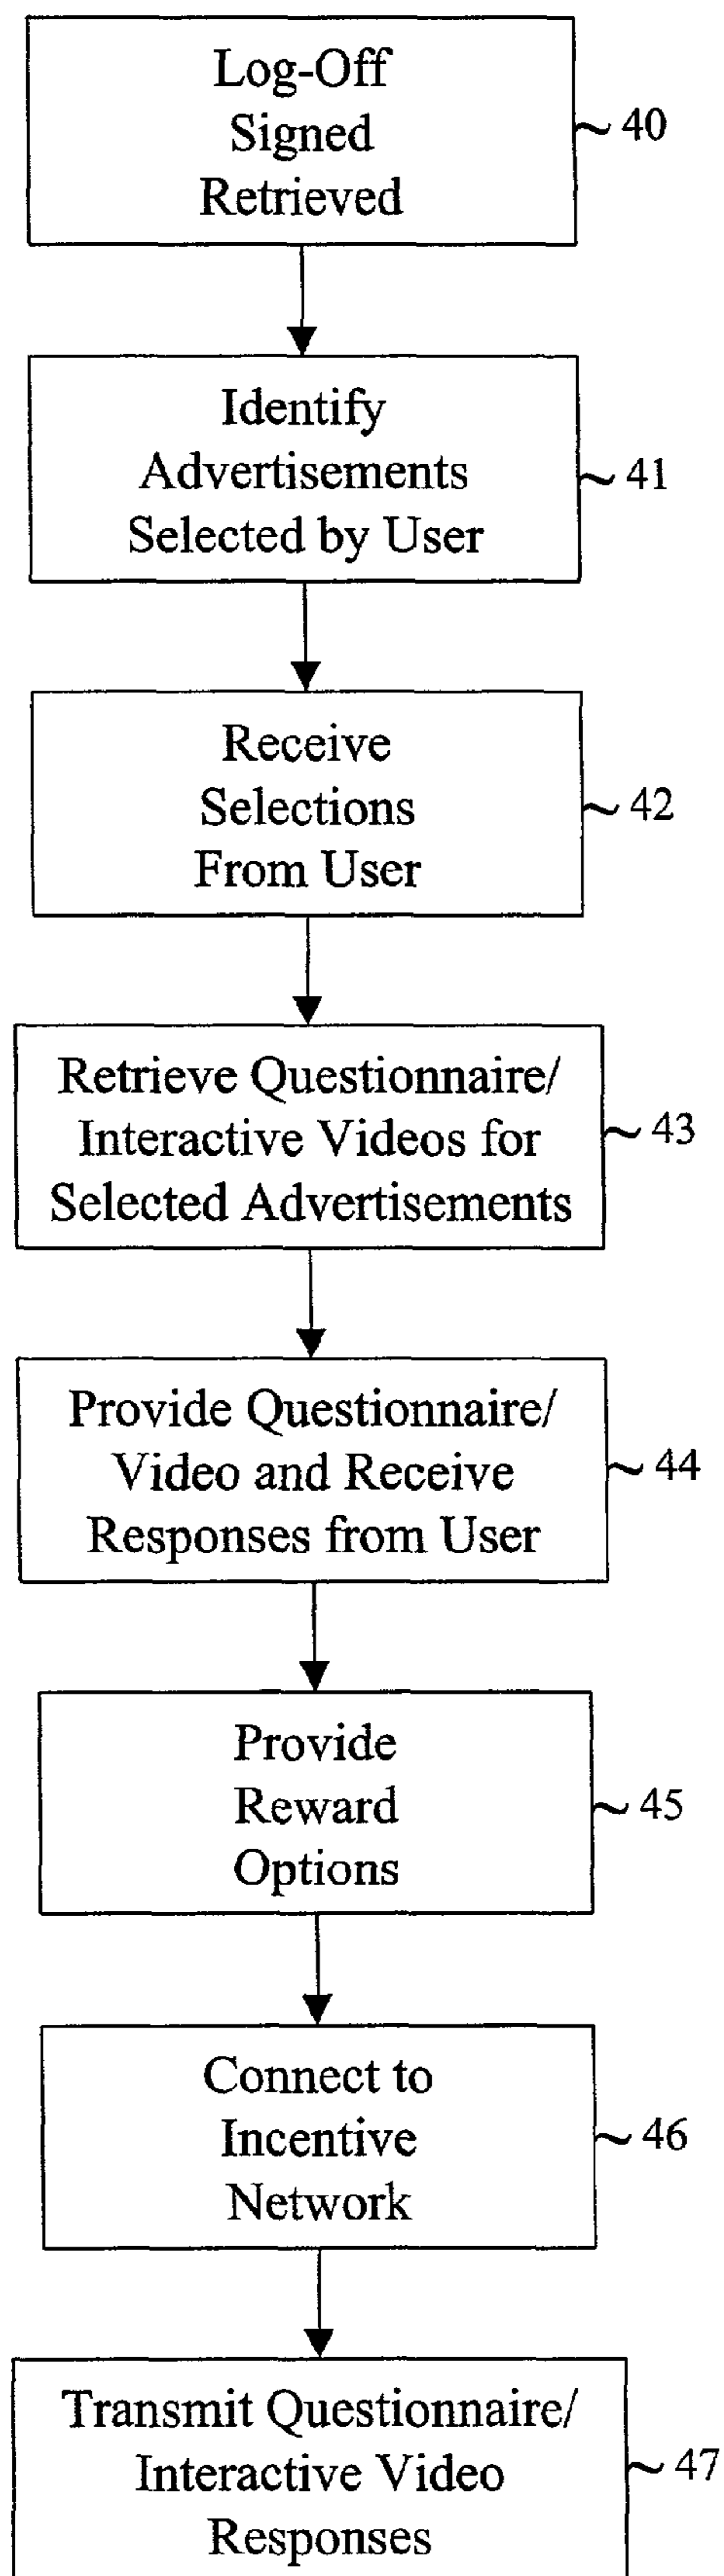 Log-Off
Signed
Retrieved
40
Identify
Advertisements
Selected by User
41
Receive
Selections
From User
42
Retrieve Questionnaire/
Interactive Videos for
Selected Advertisements
43
Provide Questionnaire/
Video and Receive
Responses from User
44
Provide
Reward
Options
45
Connect to
Incentive
Network
46
Transmit Questionnaire/
Interactive Video
Responses
47